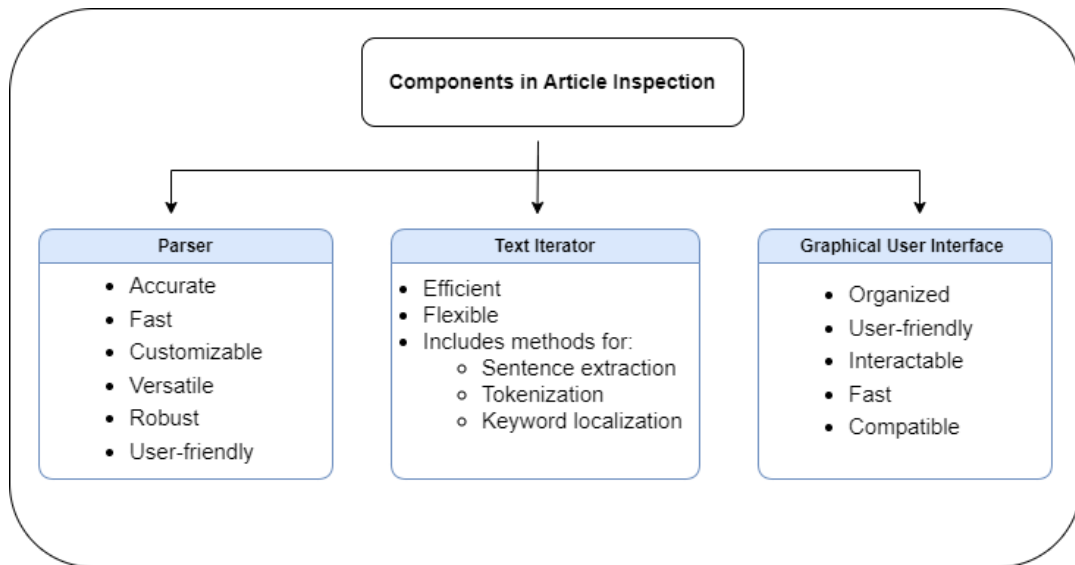 Components in Article Inspection
Parser
Accurate
Fast
Customizable
Versatile
Robust
User-friendly
Text Iterator
Efficient
Flexible
Includes methods for:
Sentence extraction
Tokenization
Keyword localization
Graphical User Interface
Organized
User-friendly
Interactable
Fast
Compatible